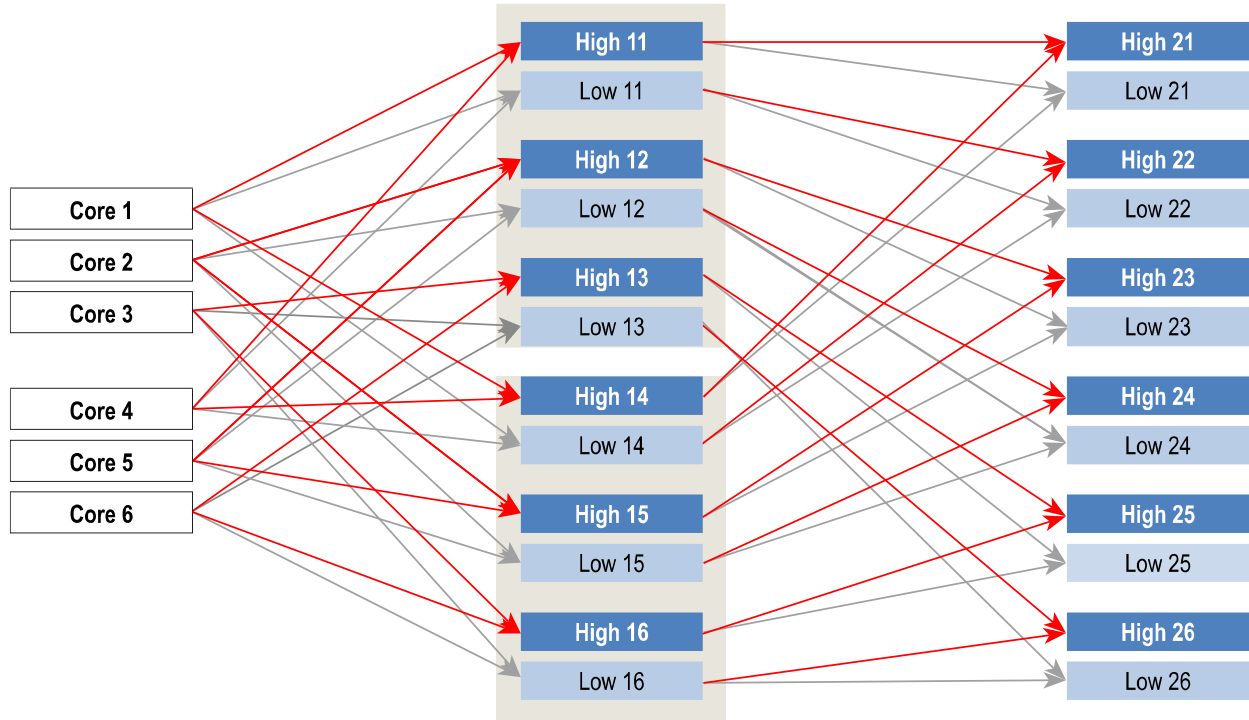 Core 1
Core 2
Core 3
Core 4
Core 5
Core 6
High 11
Low 11
High 12
Low 12
High 13
Low 13
High 14
Low 14
High 15
Low 15
High 16
Low 16
High 21
Low 21
High 22
Low 22
High 23
Low 23
High 24
Low 24
High 25
Low 25
High 26
Low 26